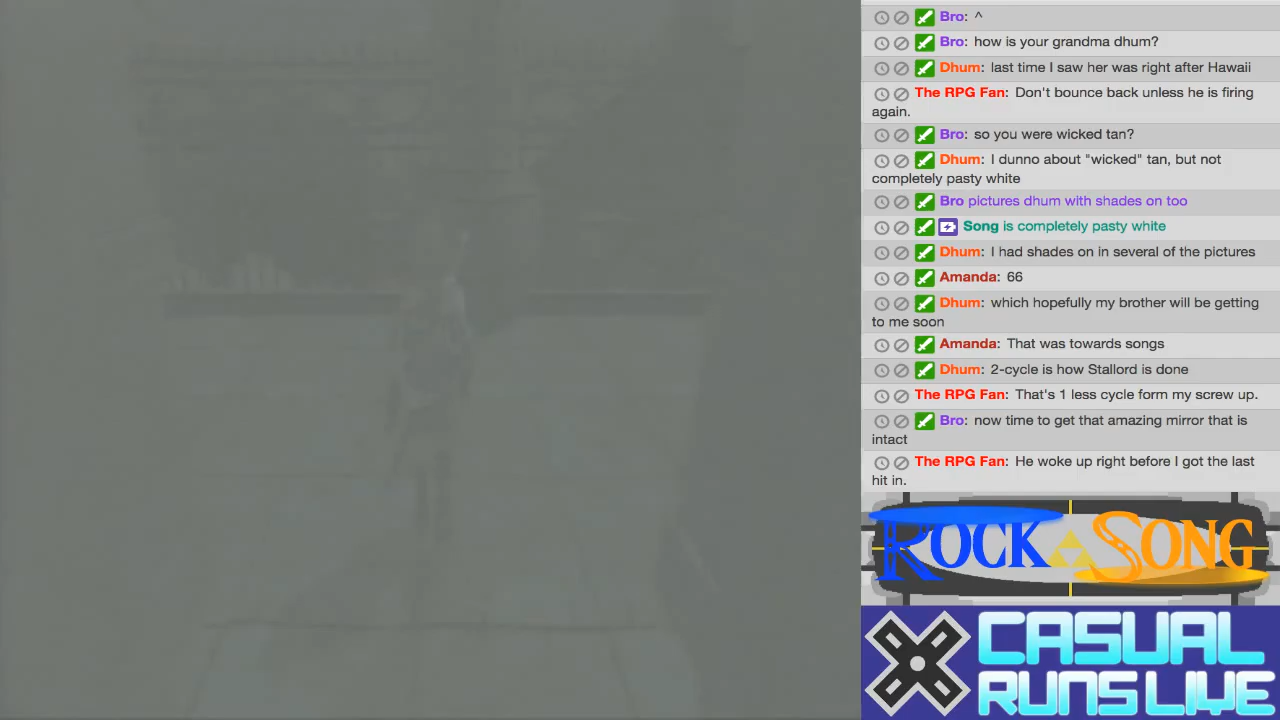 Bro: ^
Bro: how is your grandma dhum?
Dhum: last time I saw her was right after Hawaii
The RPG Fan: Don't bounce back unless he is firing
again.
Bro: so you were wicked tan?
Dhum: I dunno about "wicked" tan, but not
completely pasty white
Bro pictures dhum with shades on too
Song is completely pasty white
Dhum: I had shades on in several of the pictures
Amanda: 66
Dhum: which hopefully my brother will be getting
to me soon
Amanda: That was towards songs
Dhum: 2-cycle is how Stallord is done
The RPG Fan: That's 1 less cycle form my screw up.
Bro: now time to get that amazing mirror that is
intact
The RPG Fan: He woke up right before I got the last
hit in.
ROCK SONG
CASUAL
RUNS LIVE